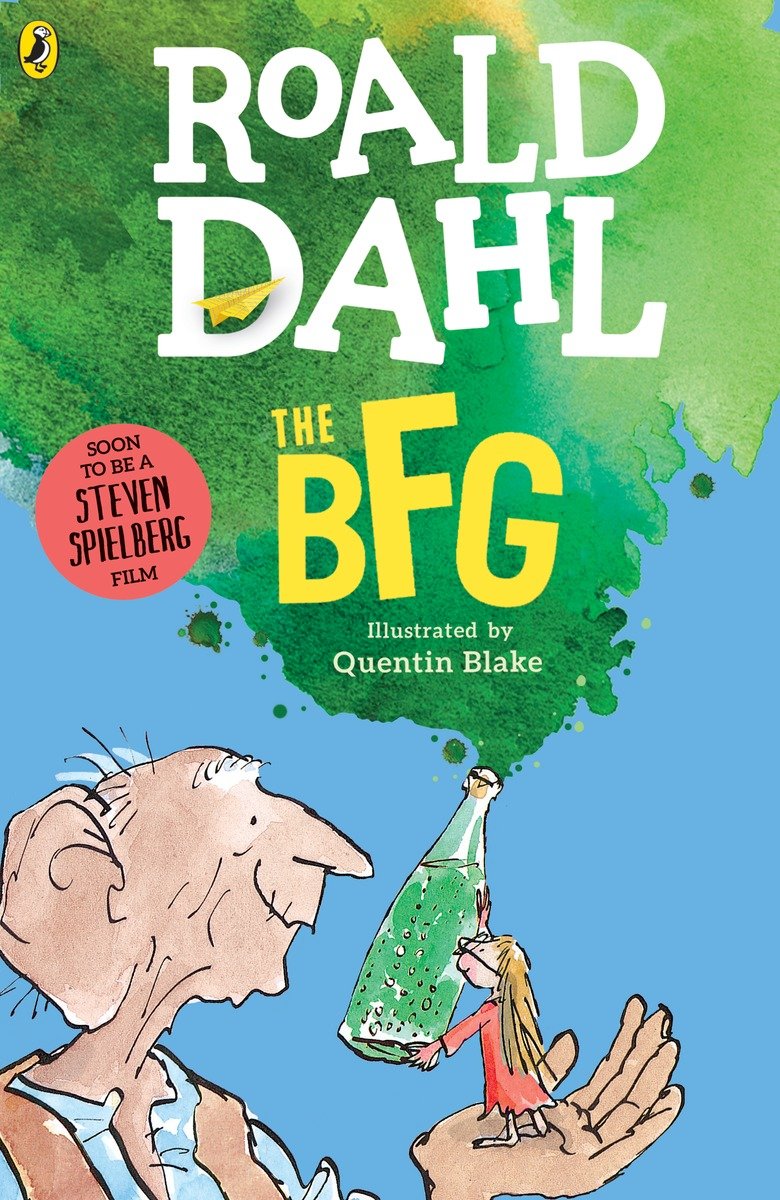 ROALD
DAHL
THE
BFG
SOON
TO BE A
STEVEN
SPIELBERG
FILM
Illustrated by
Quentin Blake